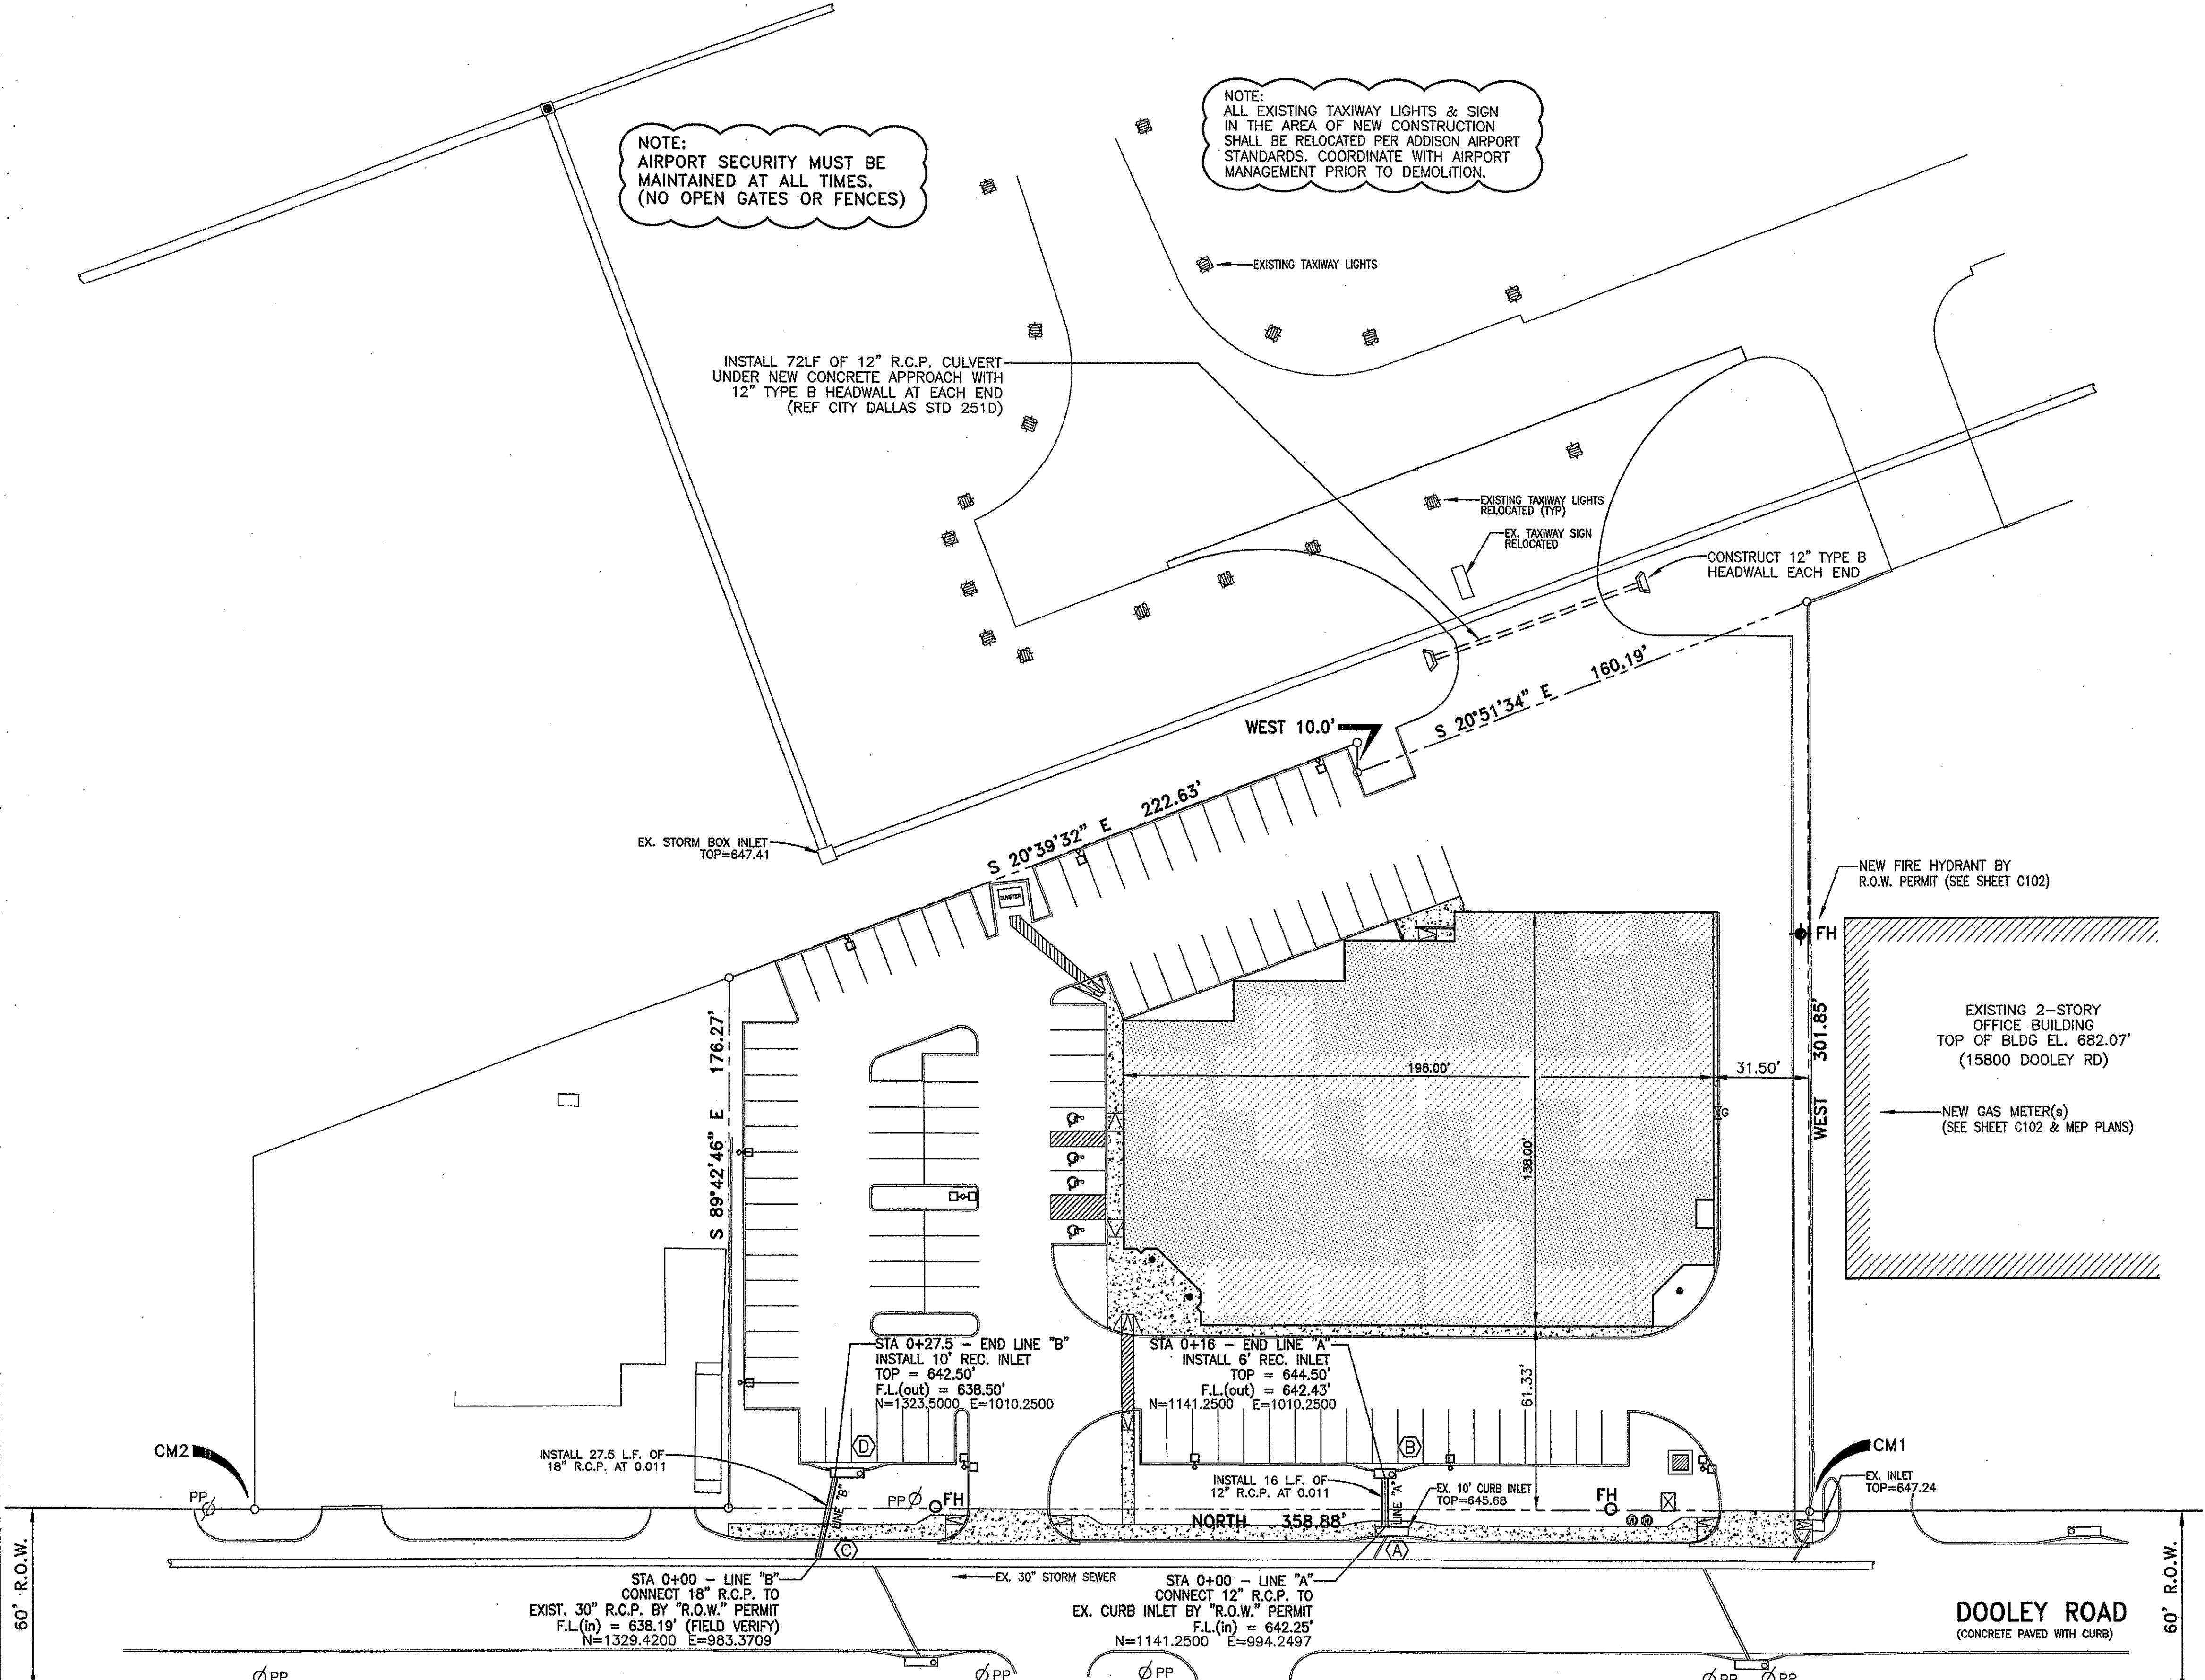 NOTE:
AIRPORT SECURITY MUST BE
MAINTAINED AT ALL TIMES.
(NO OPEN GATES OR FENCES)
NOTE:
ALL EXISTING TAXIWAY LIGHTS & SIGN
IN THE AREA OF NEW CONSTRUCTION
SHALL BE RELOCATED PER ADDISON AIRPORT
STANDARDS. COORDINATE WITH AIRPORT
MANAGEMENT PRIOR TO DEMOLITION.
EXISTING TAXIWAY LIGHTS
INSTALL 72LF OF 12" R.C.P. CULVERT
UNDER NEW CONCRETE APPROACH WITH
12" TYPE B HEADWALL AT EACH END
(REF CITY DALLAS STD 251D)
EXISTING TAXIWAY LIGHTS
RELOCATED (TYP)
EX. TAXIWAY SIGN
RELOCATED
CONSTRUCT 12" TYPE B
HEADWALL EACH END
S 20°51'34" E 160.19'
WEST 10.0'
S 20°39'32" E 222.63'
EX. STORM BOX INLET
TOP=647.41
DUMPSTER
NEW FIRE HYDRANT BY
R.O.W. PERMIT (SEE SHEET C102)
FH
EXISTING 2-STORY
OFFICE BUILDING
TOP OF BLDG EL. 682.07'
(15800 DOOLEY RD)
S 89°42'46" E 176.27'
196.00'
138.00'
31.50'
WEST 301.85'
G
NEW GAS METER(s)
(SEE SHEET C102 & MEP PLANS)
STA 0+27.5 - END LINE "B"
INSTALL 10' REC. INLET
TOP = 642.50'
F.L.(out) = 638.50'
N=1323.5000 E=1010.2500
STA 0+16 - END LINE "A"
INSTALL 6' REC. INLET
TOP = 644.50'
F.L.(out) = 642.43'
N=1141.2500 E=1010.2500
61.33'
CM2
INSTALL 27.5 L.F. OF
18" R.C.P. AT 0.011
D
B
INSTALL 16 L.F. OF
12" R.C.P. AT 0.011
EX. 10' CURB INLET
TOP=645.68
CM1
EX. INLET
TOP=647.24
PP
LINE "B"
PP
FH
LINE "A"
FH
NORTH 358.88'
C
A
60' R.O.W.
STA 0+00 - LINE "B"
CONNECT 18" R.C.P. TO
EXIST. 30" R.C.P. BY "R.O.W." PERMIT
F.L.(in) = 638.19' (FIELD VERIFY)
N=1329.4200 E=983.3709
EX. 30" STORM SEWER
STA 0+00 - LINE "A"
CONNECT 12" R.C.P. TO
EX. CURB INLET BY "R.O.W." PERMIT
F.L.(in) = 642.25'
N=1141.2500 E=994.2497
DOOLEY ROAD
(CONCRETE PAVED WITH CURB)
60' R.O.W.
PP
PP
PP
PP
PP